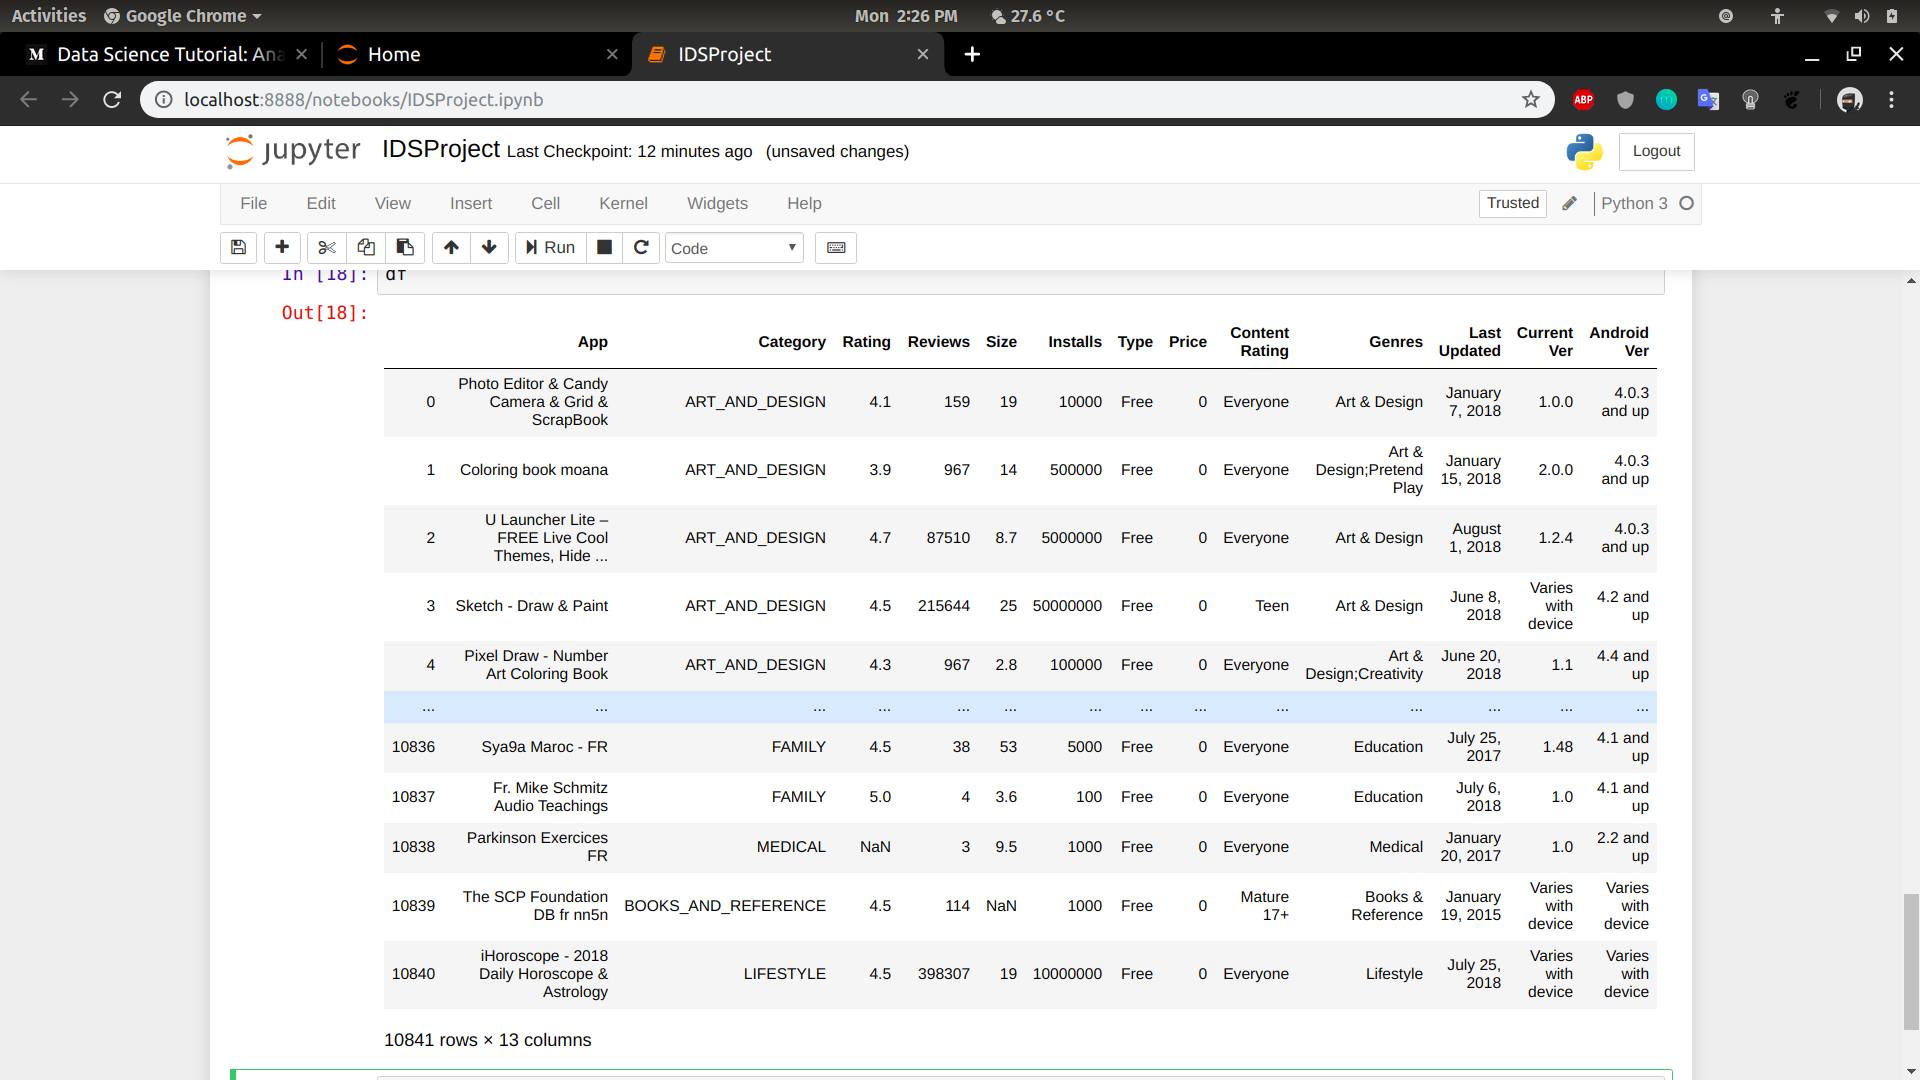 Activities Google Chrome Mon 2:26 PM 27.6 °C
M Data Science Tutorial: Ana Home IDSProject
localhost:8888/notebooks/IDSProject.ipynb ABP
jupyter IDSProject Last Checkpoint: 12 minutes ago (unsaved changes) Logout
File Edit View Insert Cell Kernel Widgets Help Trusted Python 3
Run Code
In [18]: df
Out[18]:
App Category Rating Reviews Size Installs Type Price Content Rating Genres Last Updated Current Ver Android Ver
0 Photo Editor & Candy Camera & Grid & ScrapBook ART_AND_DESIGN 4.1 159 19 10000 Free 0 Everyone Art & Design January 7, 2018 1.0.0 4.0.3 and up
1 Coloring book moana ART_AND_DESIGN 3.9 967 14 500000 Free 0 Everyone Art & Design;Pretend Play January 15, 2018 2.0.0 4.0.3 and up
2 U Launcher Lite – FREE Live Cool Themes, Hide ... ART_AND_DESIGN 4.7 87510 8.7 5000000 Free 0 Everyone Art & Design August 1, 2018 1.2.4 4.0.3 and up
3 Sketch - Draw & Paint ART_AND_DESIGN 4.5 215644 25 50000000 Free 0 Teen Art & Design June 8, 2018 Varies with device 4.2 and up
4 Pixel Draw - Number Art Coloring Book ART_AND_DESIGN 4.3 967 2.8 100000 Free 0 Everyone Art & Design;Creativity June 20, 2018 1.1 4.4 and up
... ... ... ... ... ... ... ... ... ... ... ... ... ...
10836 Sya9a Maroc - FR FAMILY 4.5 38 53 5000 Free 0 Everyone Education July 25, 2017 1.48 4.1 and up
10837 Fr. Mike Schmitz Audio Teachings FAMILY 5.0 4 3.6 100 Free 0 Everyone Education July 6, 2018 1.0 4.1 and up
10838 Parkinson Exercices FR MEDICAL NaN 3 9.5 1000 Free 0 Everyone Medical January 20, 2017 1.0 2.2 and up
10839 The SCP Foundation DB fr nn5n BOOKS_AND_REFERENCE 4.5 114 NaN 1000 Free 0 Mature 17+ Books & Reference January 19, 2015 Varies with device Varies with device
10840 iHoroscope - 2018 Daily Horoscope & Astrology LIFESTYLE 4.5 398307 19 10000000 Free 0 Everyone Lifestyle July 25, 2018 Varies with device Varies with device
10841 rows × 13 columns